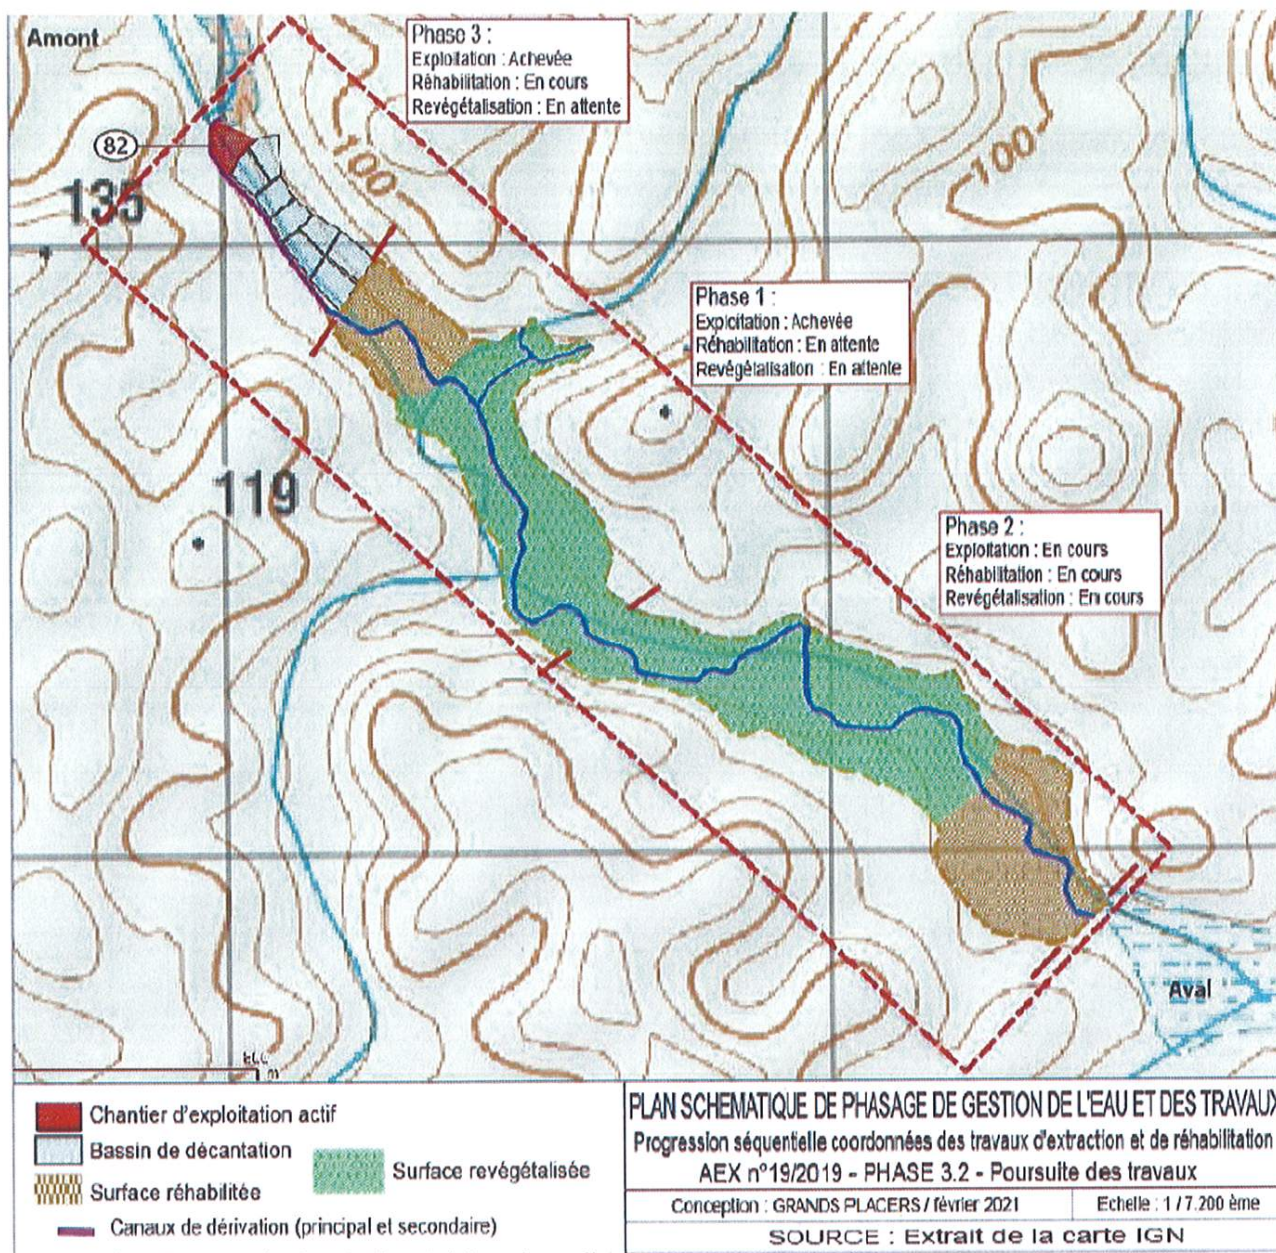 Amont
Phase 3 :
Exploitation : Achevée
Réhabilitation : En cours
Revégétalisation : En attente
82
135
100
100
Phase 1 :
Exploitation : Achevée
Réhabilitation : En attente
Revégétalisation : En attente
119
Phase 2 :
Exploitation : En cours
Réhabilitation : En cours
Revégétalisation : En cours
Aval
m
Chantier d'exploitation actif
Bassin de décantation
Surface réhabilitée
Surface revégétalisée
Canaux de dérivation (principal et secondaire)
PLAN SCHEMATIQUE DE PHASAGE DE GESTION DE L'EAU ET DES TRAVAUX
Progression séquentielle coordonnées des travaux d'extraction et de réhabilitation
AEX n°19/2019 - PHASE 3.2 - Poursuite des travaux
Conception : GRANDS PLACERS / février 2021
Echelle : 1 / 7.200 ème
SOURCE : Extrait de la carte IGN